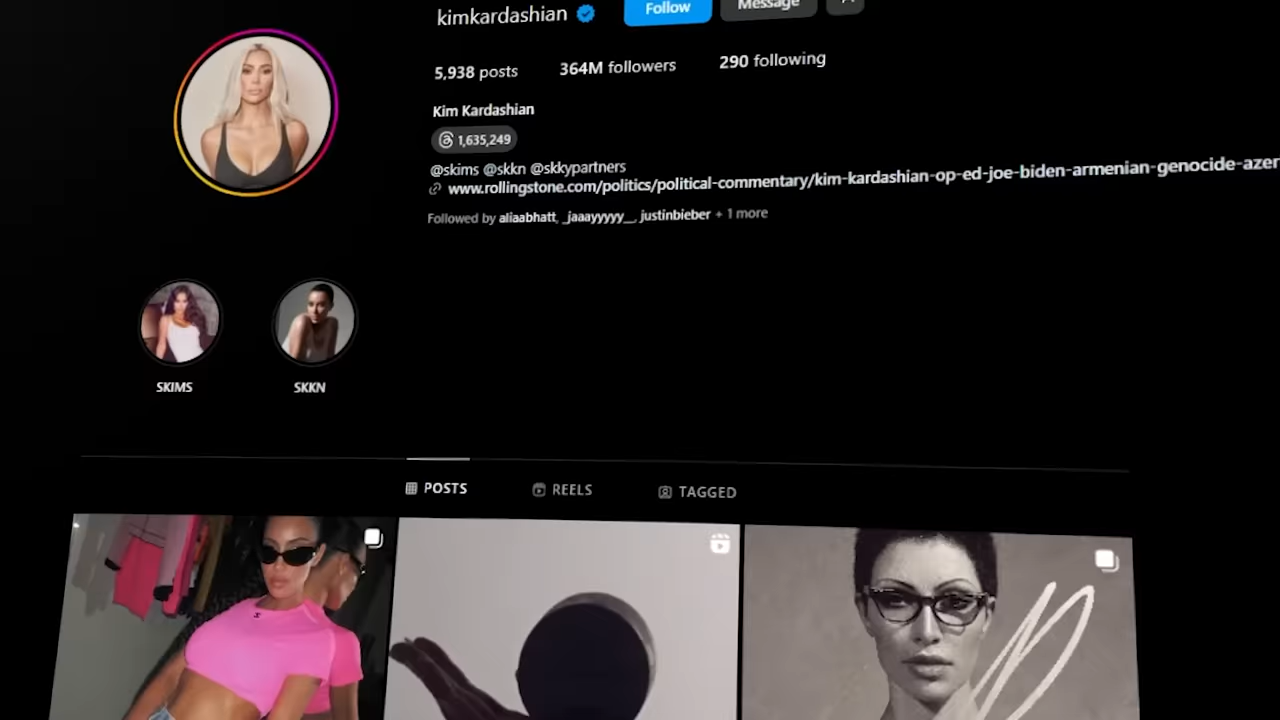 kimkardashian
Follow
Message
5,938 posts 364M followers 290 following
Kim Kardashian
1,635,249
@skims @skkn @skkypartners
www.rollingstone.com/politics/political-commentary/kim-kardashian-op-ed-joe-biden-armenian-genocide-azer
Followed by aliaabhatt, _jaaayyyyy__, justinbieber + 1 more
SKIMS SKKN
POSTS REELS TAGGED